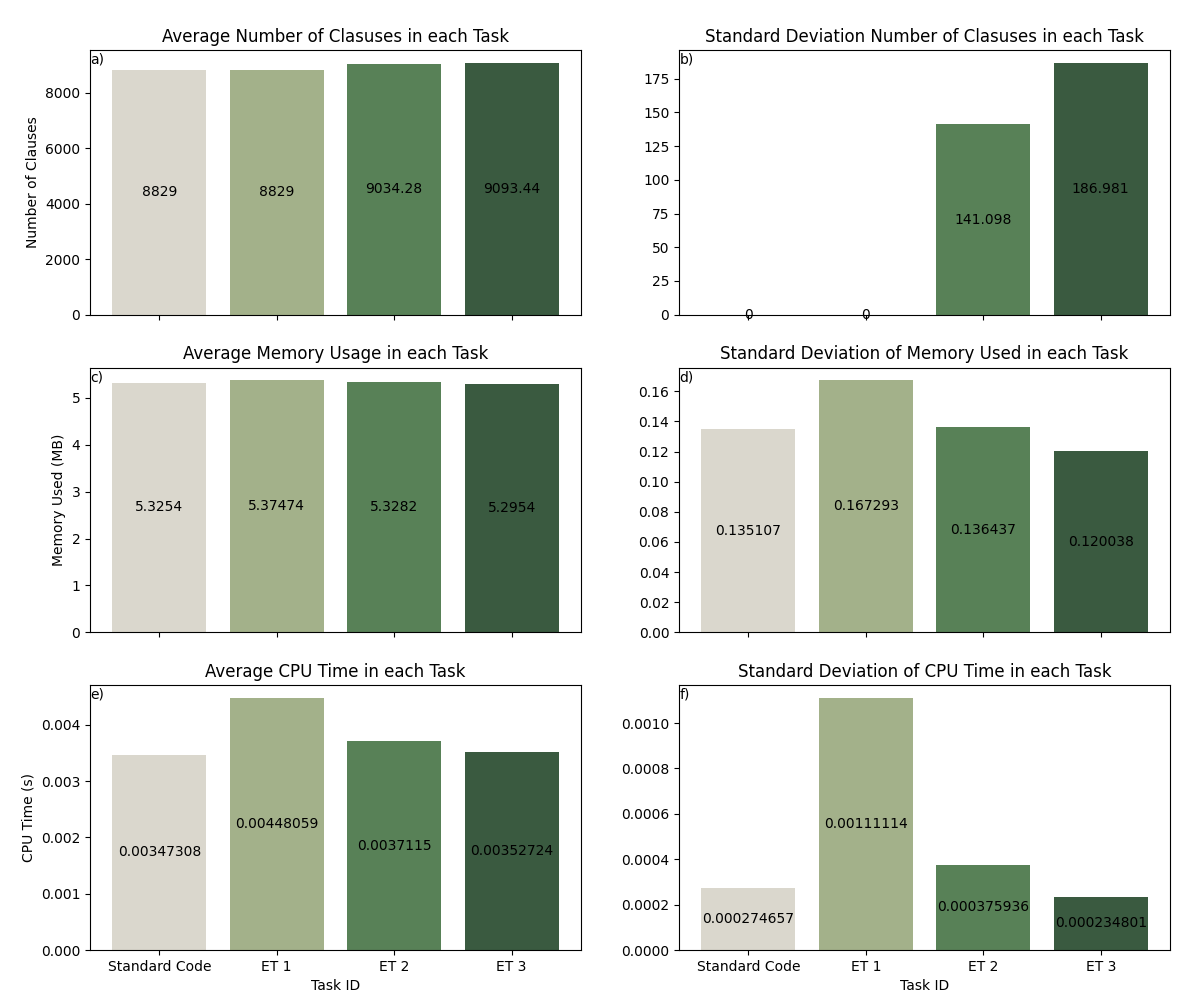 Average Number of Clasuses in each Task
a)
Number of Clauses
8000
6000
4000
2000
0
8829
8829
9034.28
9093.44
Standard Deviation Number of Clasuses in each Task
b)
175
150
125
100
75
50
25
0
0
0
141.098
186.981
Average Memory Usage in each Task
c)
Memory Used (MB)
5
4
3
2
1
0
5.3254
5.37474
5.3282
5.2954
Standard Deviation of Memory Used in each Task
d)
0.16
0.14
0.12
0.10
0.08
0.06
0.04
0.02
0.00
0.135107
0.167293
0.136437
0.120038
Average CPU Time in each Task
e)
CPU Time (s)
0.004
0.003
0.002
0.001
0.000
0.00347308
0.00448059
0.0037115
0.00352724
Standard Code
ET 1
ET 2
ET 3
Task ID
Standard Deviation of CPU Time in each Task
f)
0.0010
0.0008
0.0006
0.0004
0.0002
0.0000
0.000274657
0.00111114
0.000375936
0.000234801
Standard Code
ET 1
ET 2
ET 3
Task ID